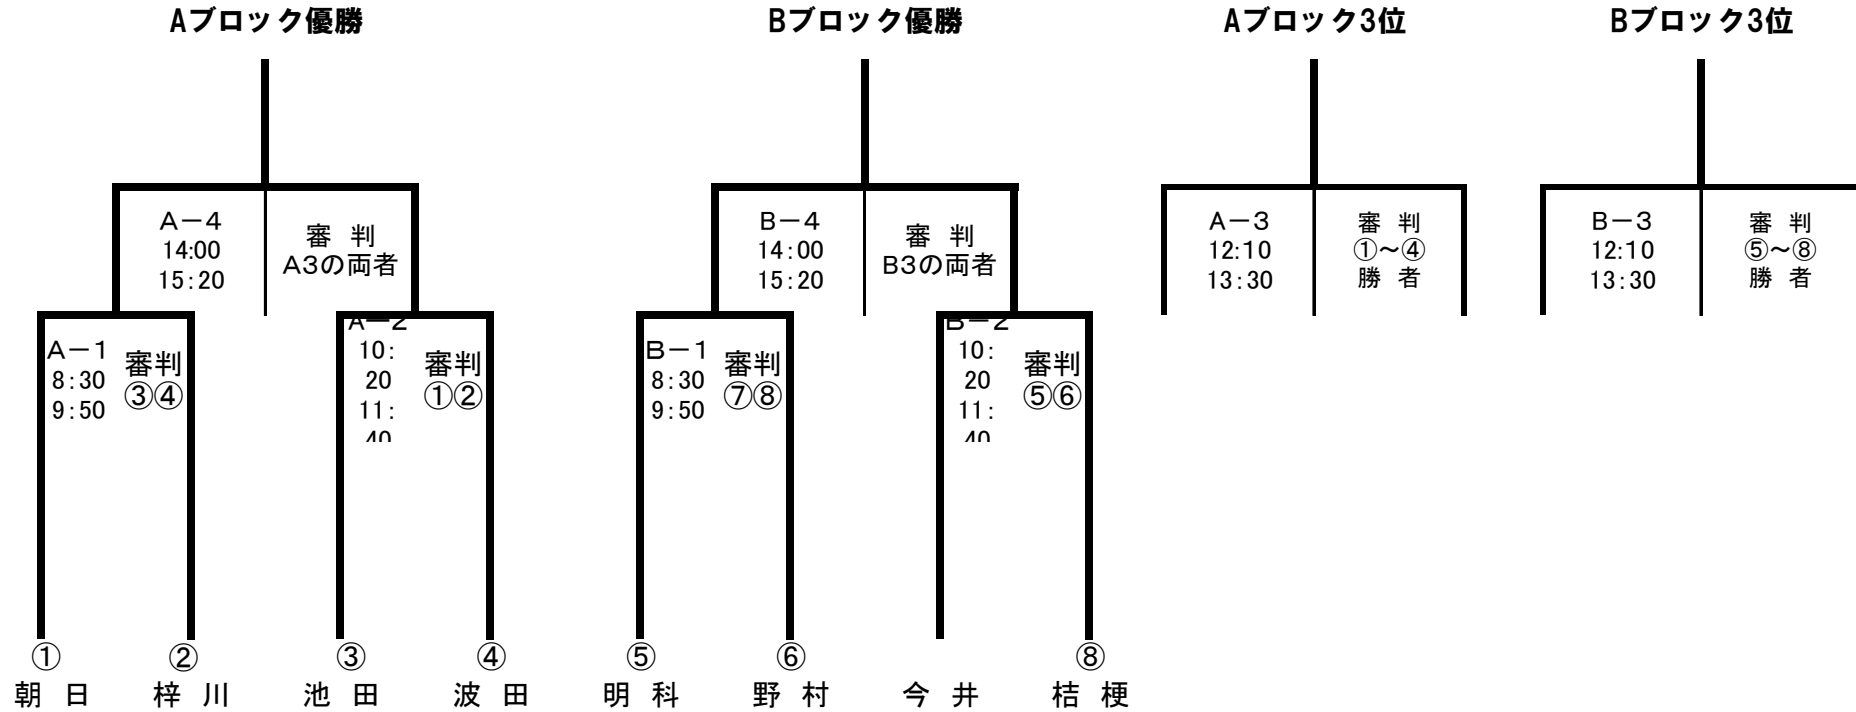 Aブロック優勝
Bブロック優勝
Aブロック3位
Bブロック3位
A－4
14:00
15:20
審 判
A3の両者
B－4
14:00
15:20
審 判
B3の両者
A－3
12:10
13:30
審 判
①～④
勝 者
B－3
12:10
13:30
審 判
⑤～⑧
勝 者
A－1
8:30
9:50
審判
③④
A－2
10:
20
11:
40
審判
①②
B－1
8:30
9:50
審判
⑦⑧
B－2
10:
20
11:
40
審判
⑤⑥
①
②
③
④
⑤
⑥
⑧
朝 日
梓 川
池 田
波 田
明 科
野 村
今 井
桔 梗